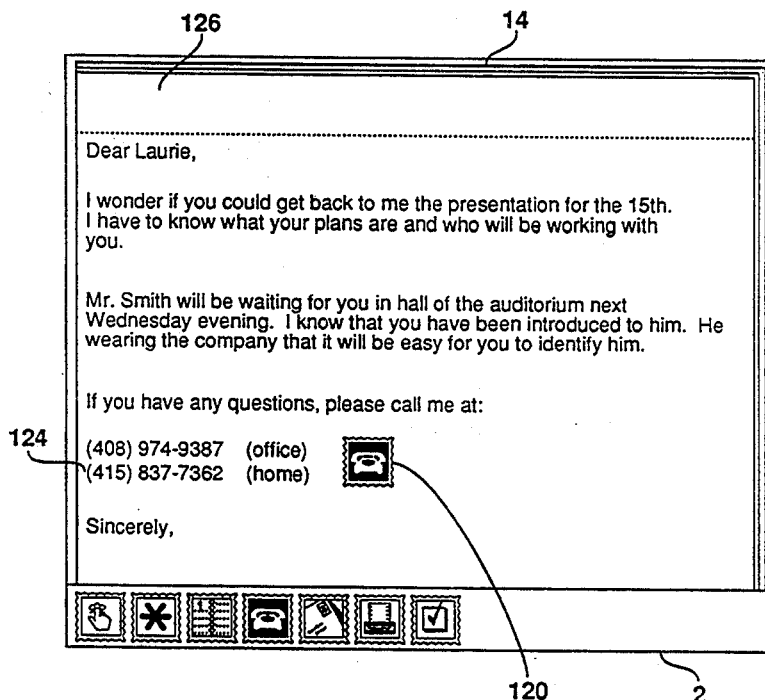 126
14
Dear Laurie,
I wonder if you could get back to me the presentation for the 15th.
I have to know what your plans are and who will be working with
you.
Mr. Smith will be waiting for you in hall of the auditorium next
Wednesday evening. I know that you have been introduced to him. He
wearing the company that it will be easy for you to identify him.
If you have any questions, please call me at:
124
(408) 974-9387 (office)
(415) 837-7362 (home)
Sincerely,
120
2